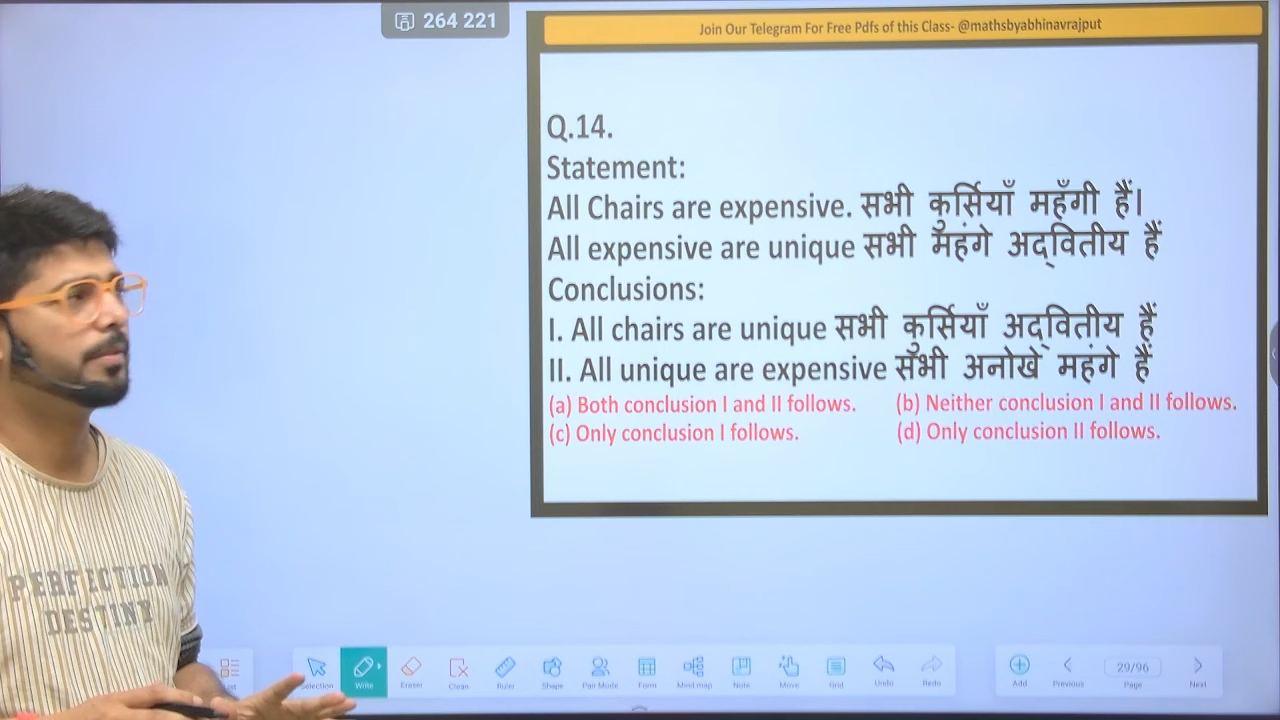 264 221
Join Our Telegram For Free Pdfs of this Class- @mathsbyabhinavrajput
Q.14.
Statement:
All Chairs are expensive. सभी कुर्सियाँ महँगी हैं।
All expensive are unique सभी महंगे अद्वितीय हैं
Conclusions:
I. All chairs are unique सभी कुर्सियाँ अद्वितीय हैं
II. All unique are expensive सभी अनोखे महंगे हैं
(a) Both conclusion I and II follows. (b) Neither conclusion I and II follows.
(c) Only conclusion I follows. (d) Only conclusion II follows.
PERFECTION
DESTINY
Selection Write Eraser Clean Ruler Shape Pair Mode Form Mind map Note Move Grid Undo Redo Add Previous 29/96 Page Next